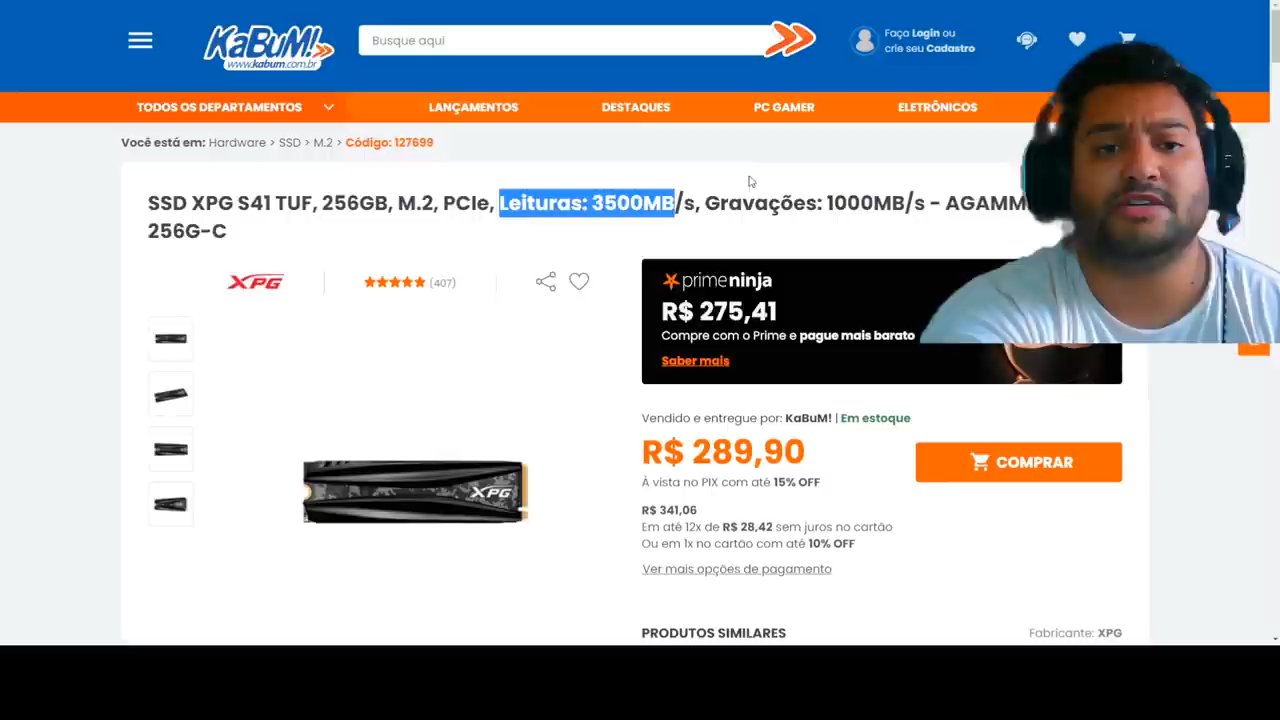 KaBuM!
www.kabum.com.br
Busque aqui
Faça Login ou
crie seu Cadastro
TODOS OS DEPARTAMENTOS
LANÇAMENTOS
DESTAQUES
PC GAMER
ELETRÔNICOS
Você está em: Hardware > SSD > M.2 > Código: 127699
SSD XPG S41 TUF, 256GB, M.2, PCIe, Leituras: 3500MB/s, Gravações: 1000MB/s - AGAMM
256G-C
XPG
(407)
primeninja
R$ 275,41
Compre com o Prime e pague mais barato
Saber mais
Vendido e entregue por: KaBuM! | Em estoque
R$ 289,90
COMPRAR
À vista no PIX com até 15% OFF
R$ 341,06
Em até 12x de R$ 28,42 sem juros no cartão
Ou em 1x no cartão com até 10% OFF
Ver mais opções de pagamento
XPG
PRODUTOS SIMILARES
Fabricante: XPG